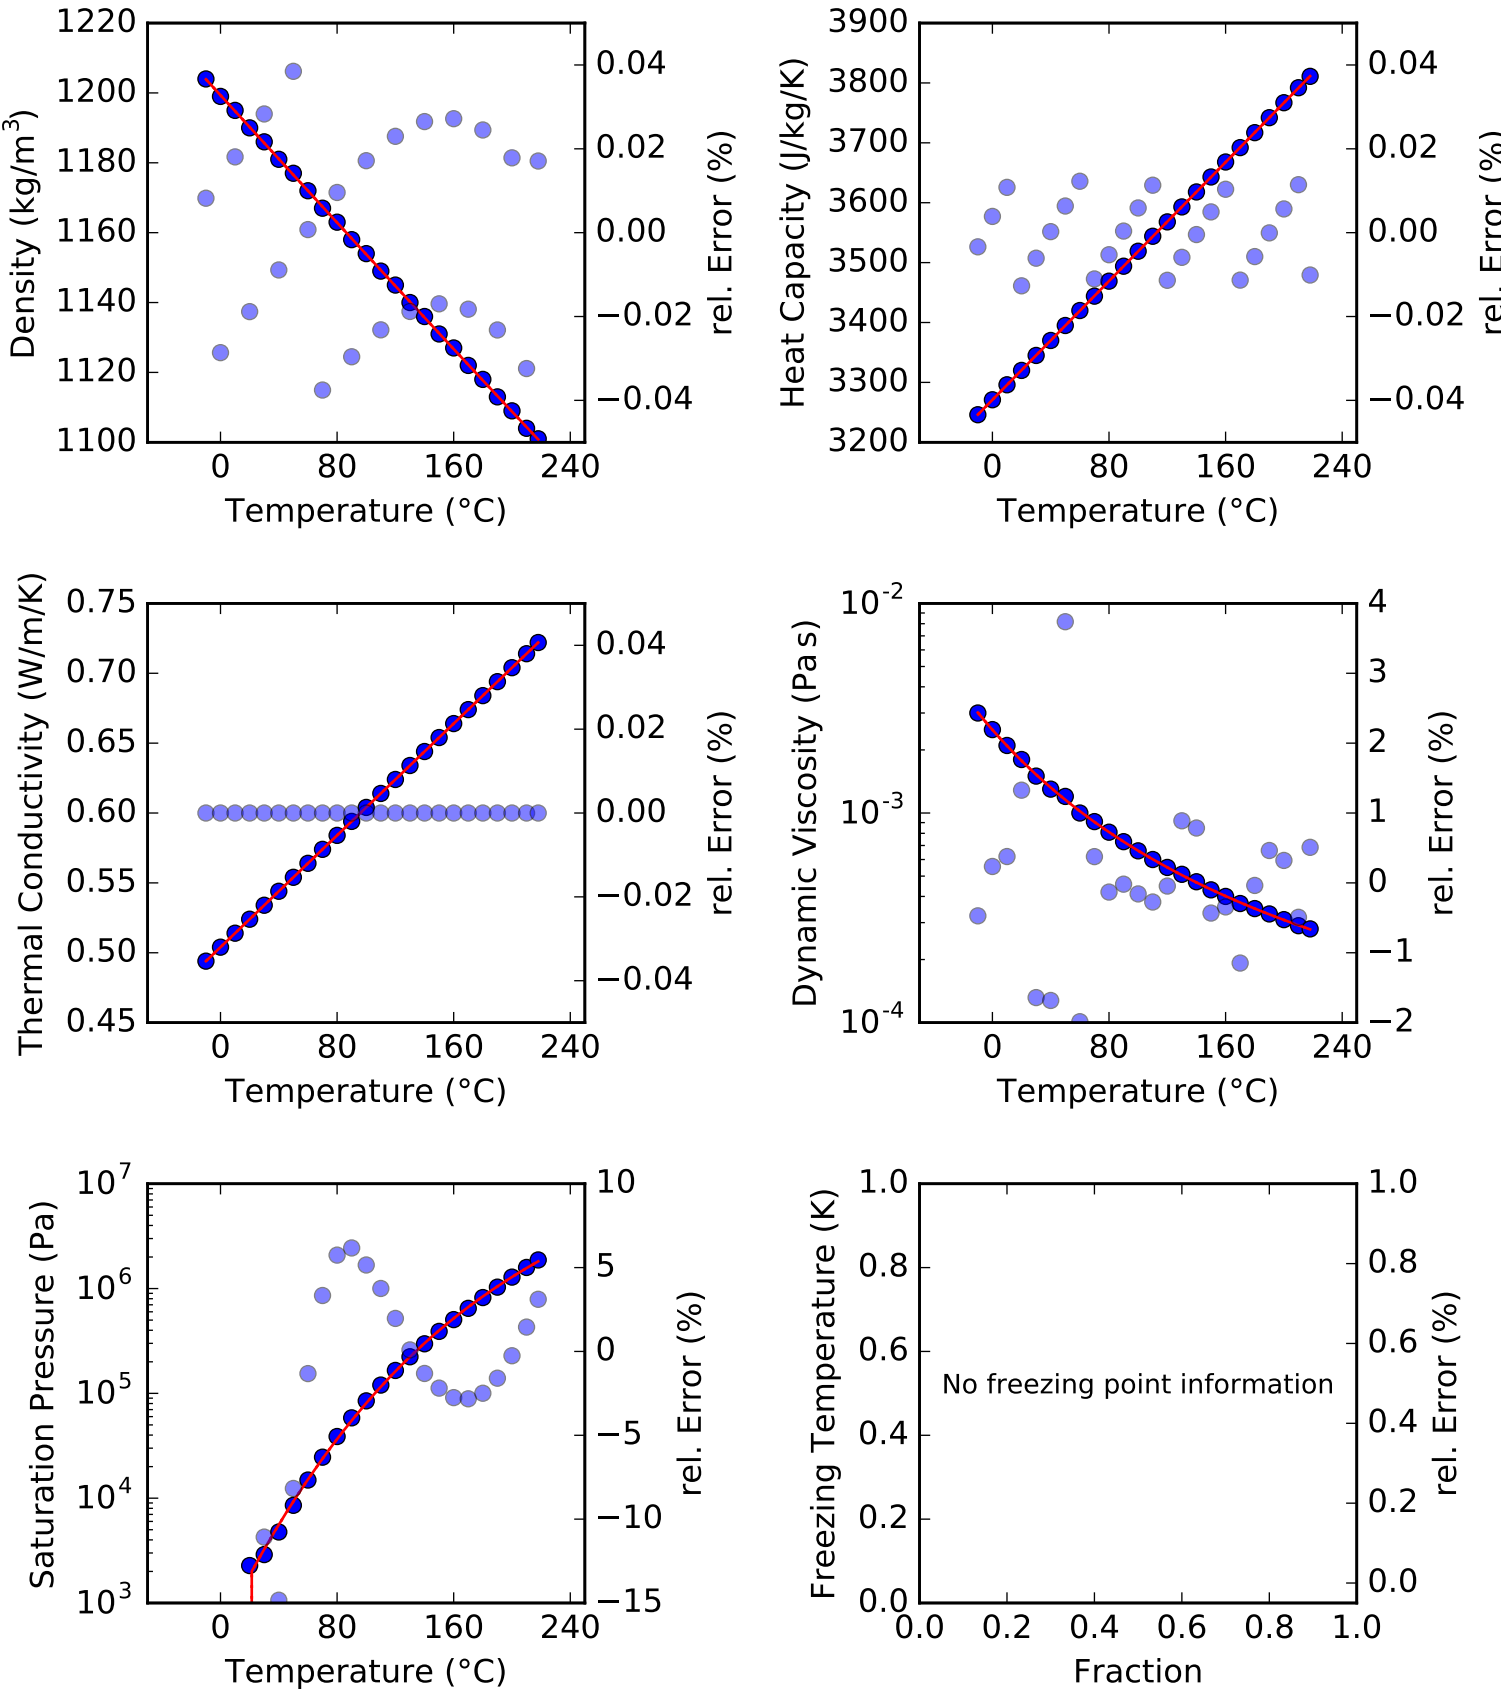 1220
1200
1180
1160
1140
1120
1100
Density (kg/m³)
0.04
0.02
0.00
−0.02
−0.04
rel. Error (%)
0 80 160 240
Temperature (°C)
3900
3800
3700
3600
3500
3400
3300
3200
Heat Capacity (J/kg/K)
0.04
0.02
0.00
−0.02
−0.04
rel. Error (%)
0 80 160 240
Temperature (°C)
0.75
0.70
0.65
0.60
0.55
0.50
0.45
Thermal Conductivity (W/m/K)
0.04
0.02
0.00
−0.02
−0.04
rel. Error (%)
0 80 160 240
Temperature (°C)
10⁻²
10⁻³
10⁻⁴
Dynamic Viscosity (Pa s)
4
3
2
1
0
−1
−2
rel. Error (%)
0 80 160 240
Temperature (°C)
10⁷
10⁶
10⁵
10⁴
10³
Saturation Pressure (Pa)
10
5
0
−5
−10
−15
rel. Error (%)
0 80 160 240
Temperature (°C)
1.0
0.8
0.6
0.4
0.2
0.0
Freezing Temperature (K)
No freezing point information
1.0
0.8
0.6
0.4
0.2
0.0
rel. Error (%)
0.0 0.2 0.4 0.6 0.8 1.0
Fraction